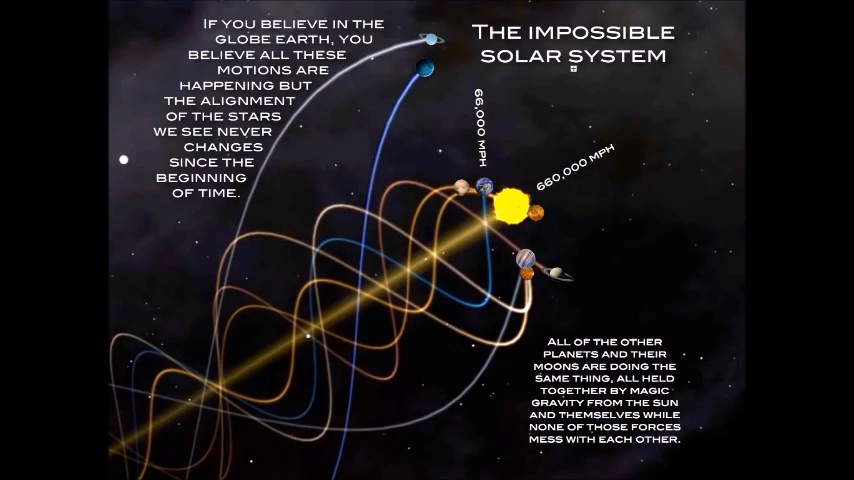 If you believe in the
globe earth, you
believe all these
motions are
happening but
the alignment
of the stars
we see never
changes
since the
beginning
of time.
The impossible
solar system
66,000 mph
660,000 mph
All of the other
planets and their
moons are doing the
same thing, all held
together by magic
gravity from the sun
and themselves while
none of those forces
mess with each other.